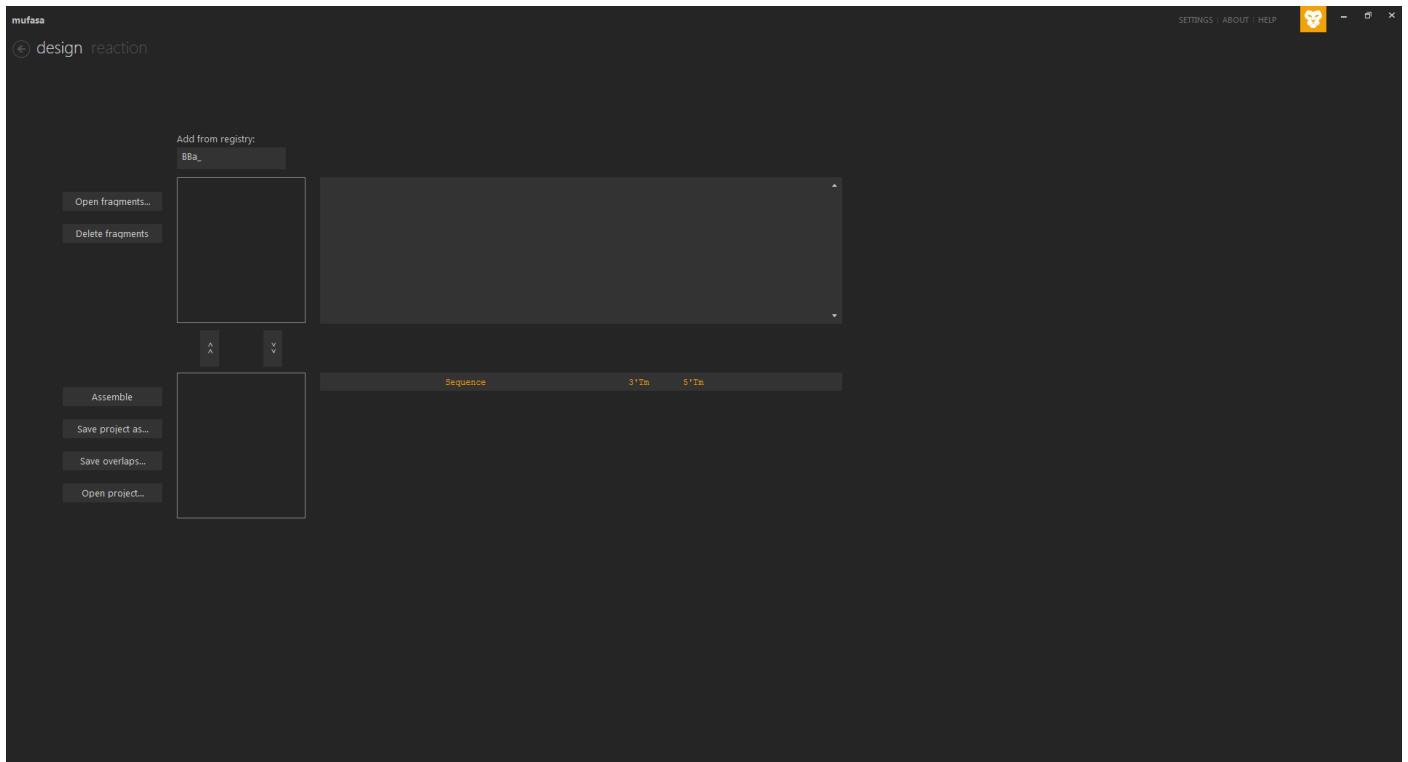 mufasa
SETTINGS | ABOUT | HELP
design reaction
Add from registry:
BBa_
Open fragments...
Delete fragments
Sequence 3'Tm 5'Tm
Assemble
Save project as...
Save overlaps...
Open project...